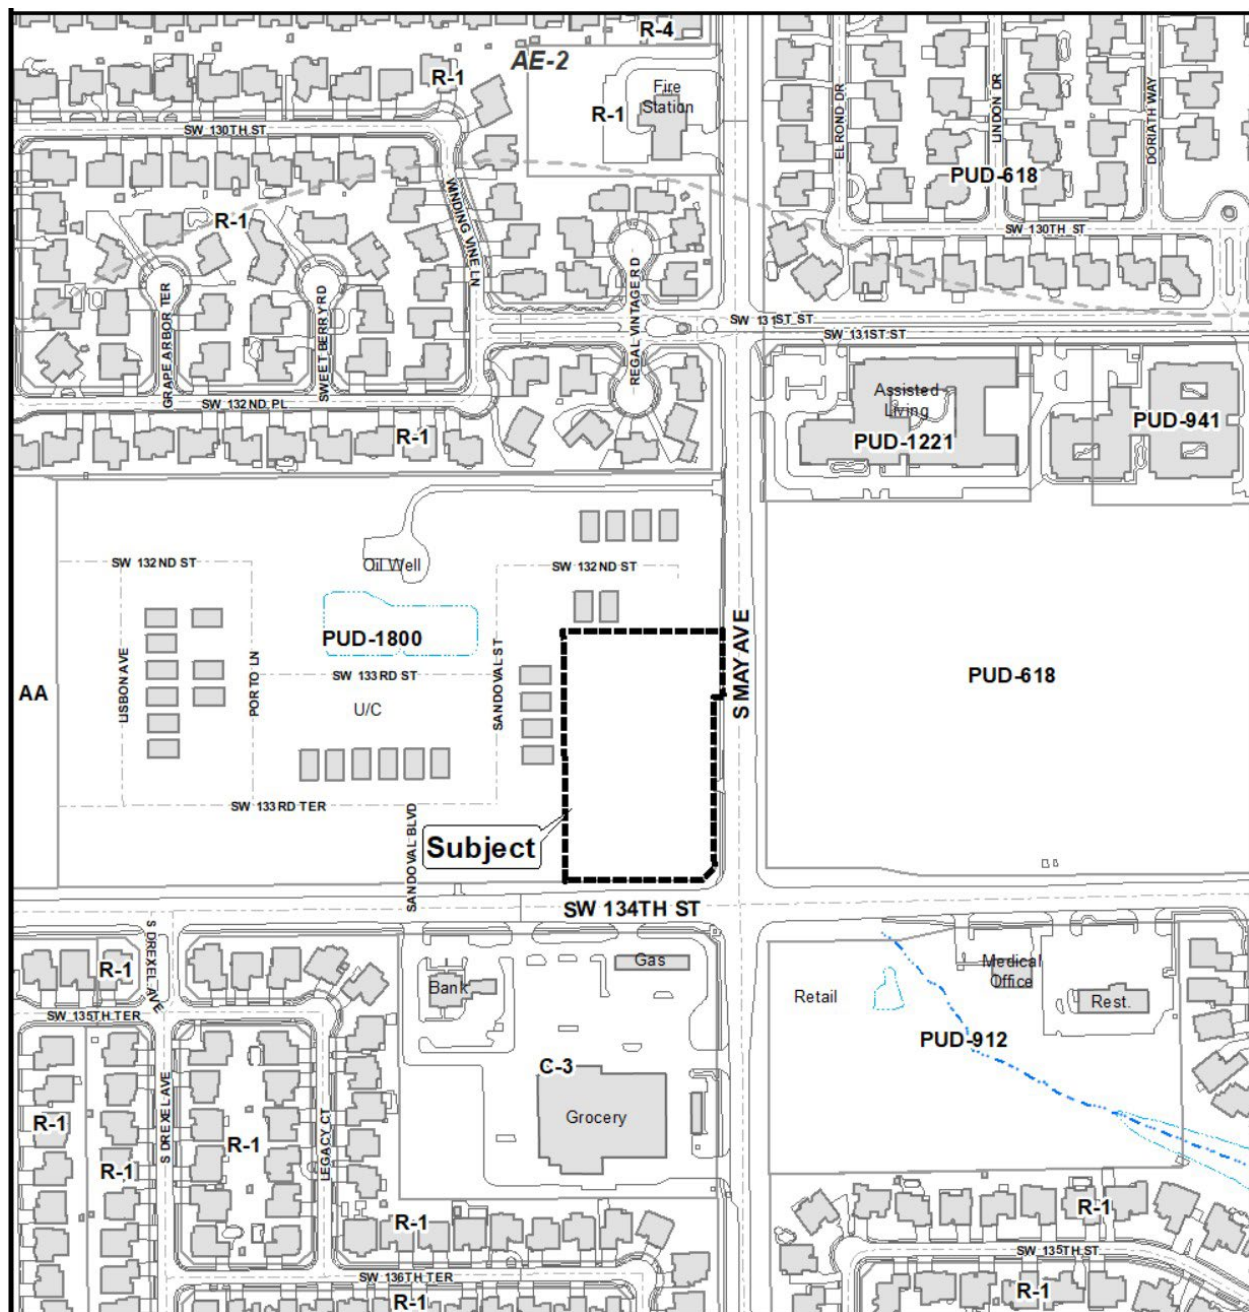 R-4
AE-2
R-1
Fire
Station
R-1
ELROND DR
LINDON DR
DORIATH WAY
SW 130TH ST
WINDING VINE LN
PUD-618
R-1
SW 130TH ST
GRAPE ARBOR TER
SWEET BERRY RD
REGAL VINTAGE RD
SW 131ST ST
SW 131ST ST
SW 132ND PL
R-1
Assisted
Living
PUD-1221
PUD-941
Oil Well
SW 132ND ST
SW 132ND ST
PUD-1800
LISBON AVE
PORTO LN
SANDOVAL ST
S MAY AVE
SW 133RD ST
PUD-618
AA
U/C
SW 133RD TER
SANDOVAL BLVD
Subject
SW 134TH ST
S DREXEL AVE
R-1
Bank
Gas
Retail
Medical
Office
Rest.
SW 135TH TER
PUD-912
C-3
R-1
S DREXEL AVE
R-1
LEGACY CT
Grocery
R-1
R-1
R-1
SW 135TH ST
SW 136TH TER
R-1
R-1